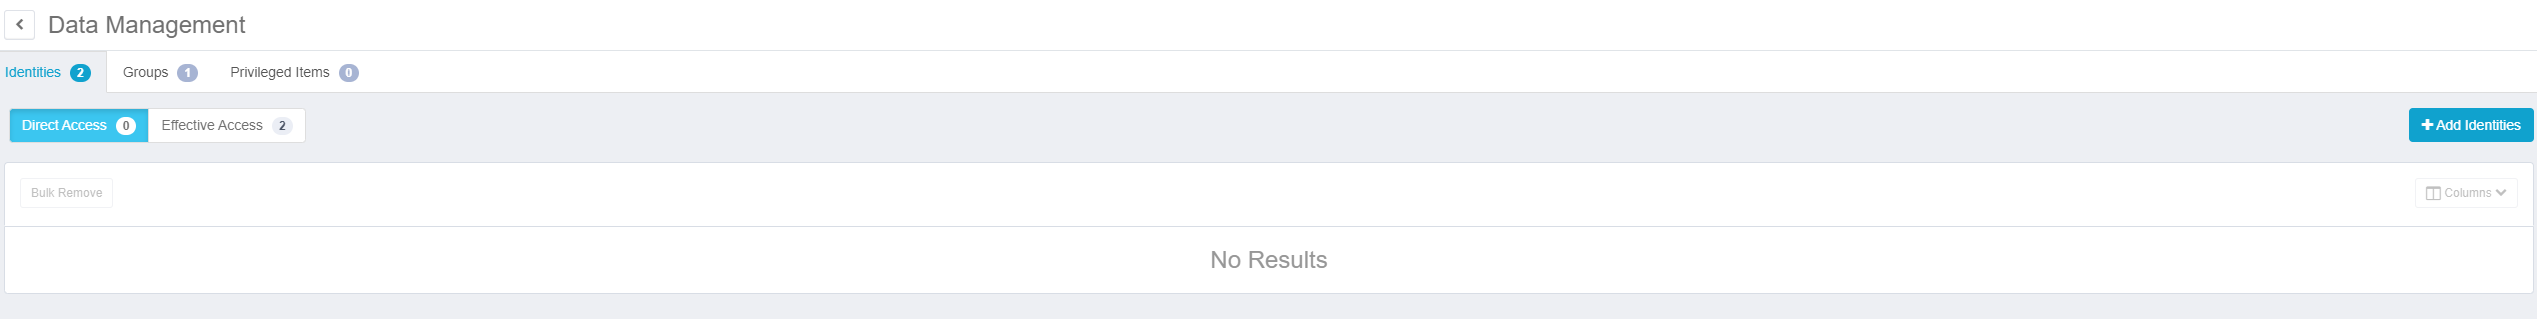 Data Management
Identities 2 Groups 1 Privileged Items 0
Direct Access 0 Effective Access 2 Add Identities
Bulk Remove Columns
No Results